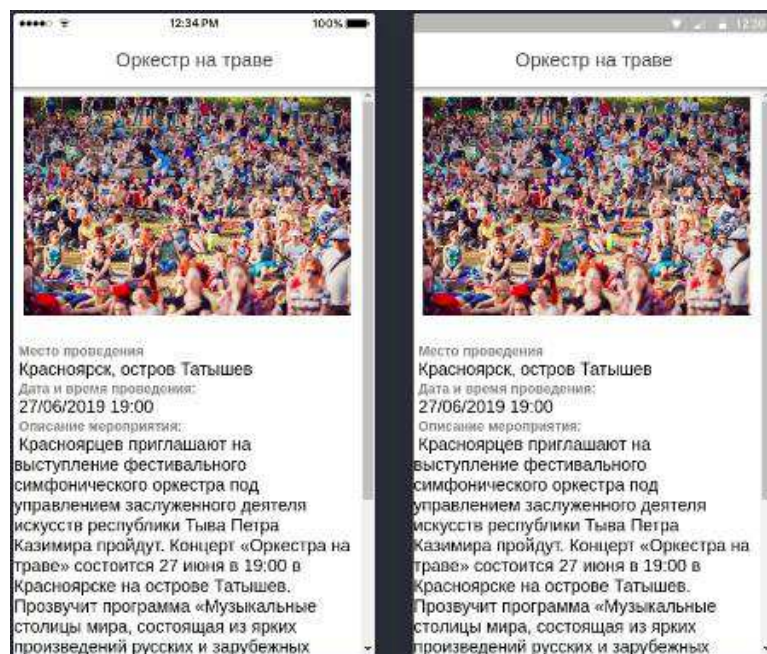 12:34 PM
100%
Оркестр на траве
Место проведения
Красноярск, остров Татышев
Дата и время проведения:
27/06/2019 19:00
Описание мероприятия:
Красноярцев приглашают на
выступление фестивального
симфонического оркестра под
управлением заслуженного деятеля
искусств республики Тыва Петра
Казимира пройдут. Концерт «Оркестра на
траве» состоится 27 июня в 19:00 в
Красноярске на острове Татышев.
Прозвучит программа «Музыкальные
столицы мира, состоящая из ярких
произведений русских и зарубежных
12:30
Оркестр на траве
Место проведения
Красноярск, остров Татышев
Дата и время проведения:
27/06/2019 19:00
Описание мероприятия:
Красноярцев приглашают на
выступление фестивального
симфонического оркестра под
управлением заслуженного деятеля
искусств республики Тыва Петра
Казимира пройдут. Концерт «Оркестра на
траве» состоится 27 июня в 19:00 в
Красноярске на острове Татышев.
Прозвучит программа «Музыкальные
столицы мира, состоящая из ярких
произведений русских и зарубежных